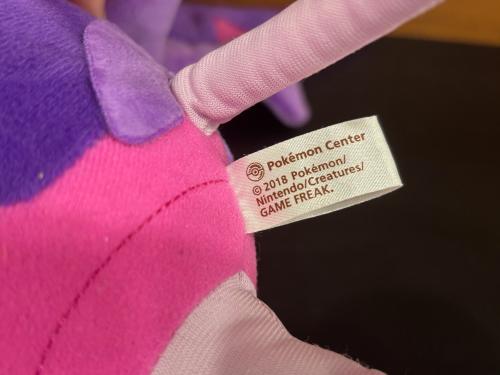 Pokémon Center
© 2018 Pokémon/
Nintendo/Creatures/
GAME FREAK.